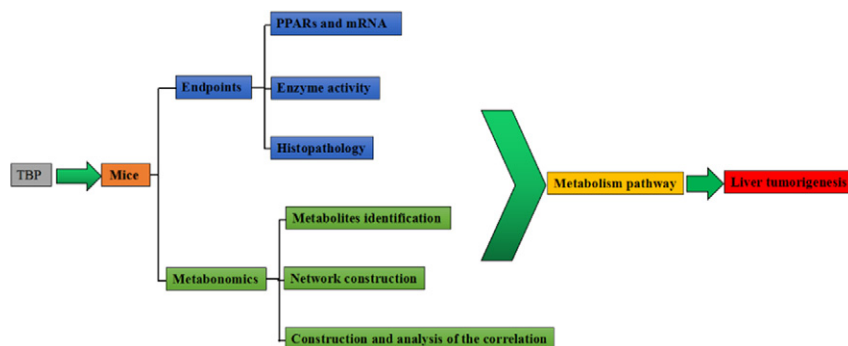 PPARs and mRNA
Endpoints
Enzyme activity
Histopathology
TBP
Mice
Metabolism pathway
Liver tumorigenesis
Metabolites identification
Metabonomics
Network construction
Construction and analysis of the correlation